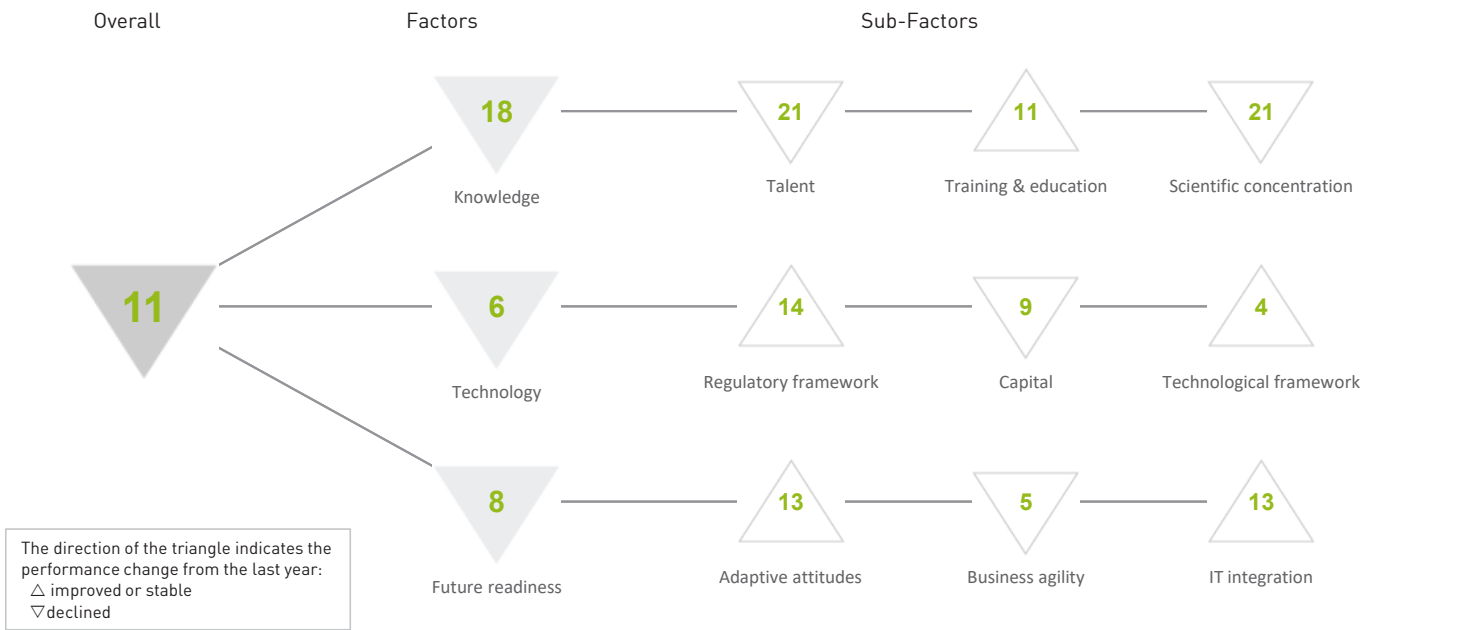 Overall Factors Sub-Factors
18 21 11 21
Knowledge Talent Training & education Scientific concentration
11 6 14 9 4
Technology Regulatory framework Capital Technological framework
8 13 5 13
Future readiness Adaptive attitudes Business agility IT integration
The direction of the triangle indicates the
performance change from the last year:
△ improved or stable
▽ declined